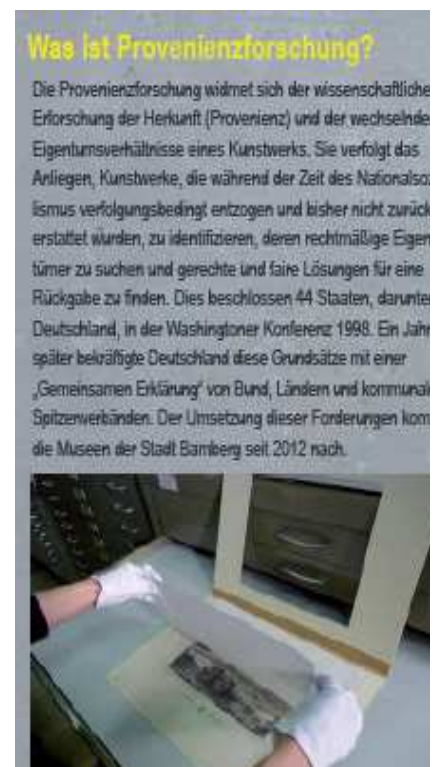 Was ist Provenienzforschung?
Die Provenienzforschung widmet sich der wissenschaftliche
Erforschung der Herkunft (Provenienz) und der wechselnde
Eigentumsverhältnisse eines Kunstwerks. Sie verfolgt das
Anliegen, Kunstwerke, die während der Zeit des Nationalsoz
lismus verfolgungsbedingt entzogen und bisher nicht zurück
erstattet wurden, zu identifizieren, deren rechtmäßige Eigen
tümer zu suchen und gerechte und faire Lösungen für eine
Rückgabe zu finden. Dies beschlossen 44 Staaten, darunte
Deutschland, in der Washingtoner Konferenz 1998. Ein Jahr
später bekräftigte Deutschland diese Grundsätze mit einer
„Gemeinsamen Erklärung“ von Bund, Ländern und kommunal
Spitzenverbänden. Der Umsetzung dieser Forderungen kom
die Museen der Stadt Bamberg seit 2012 nach.